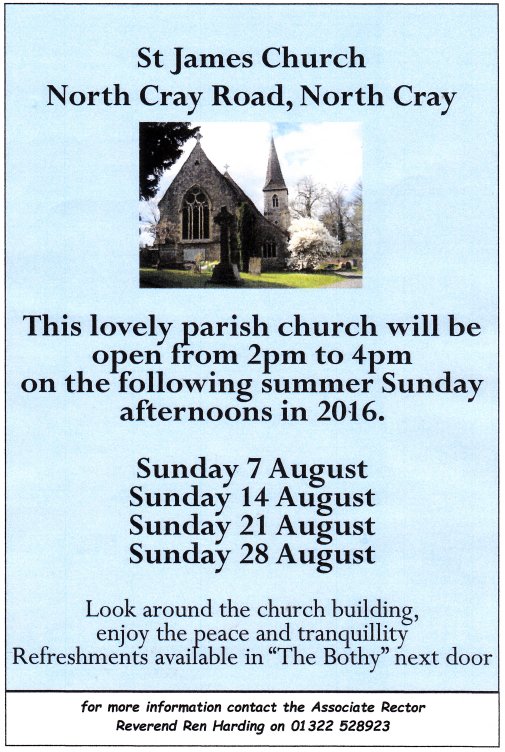 St James Church
North Cray Road, North Cray
This lovely parish church will be
open from 2pm to 4pm
on the following summer Sunday
afternoons in 2016.
Sunday 7 August
Sunday 14 August
Sunday 21 August
Sunday 28 August
Look around the church building,
enjoy the peace and tranquillity
Refreshments available in “The Bothy” next door
for more information contact the Associate Rector
Reverend Ren Harding on 01322 528923